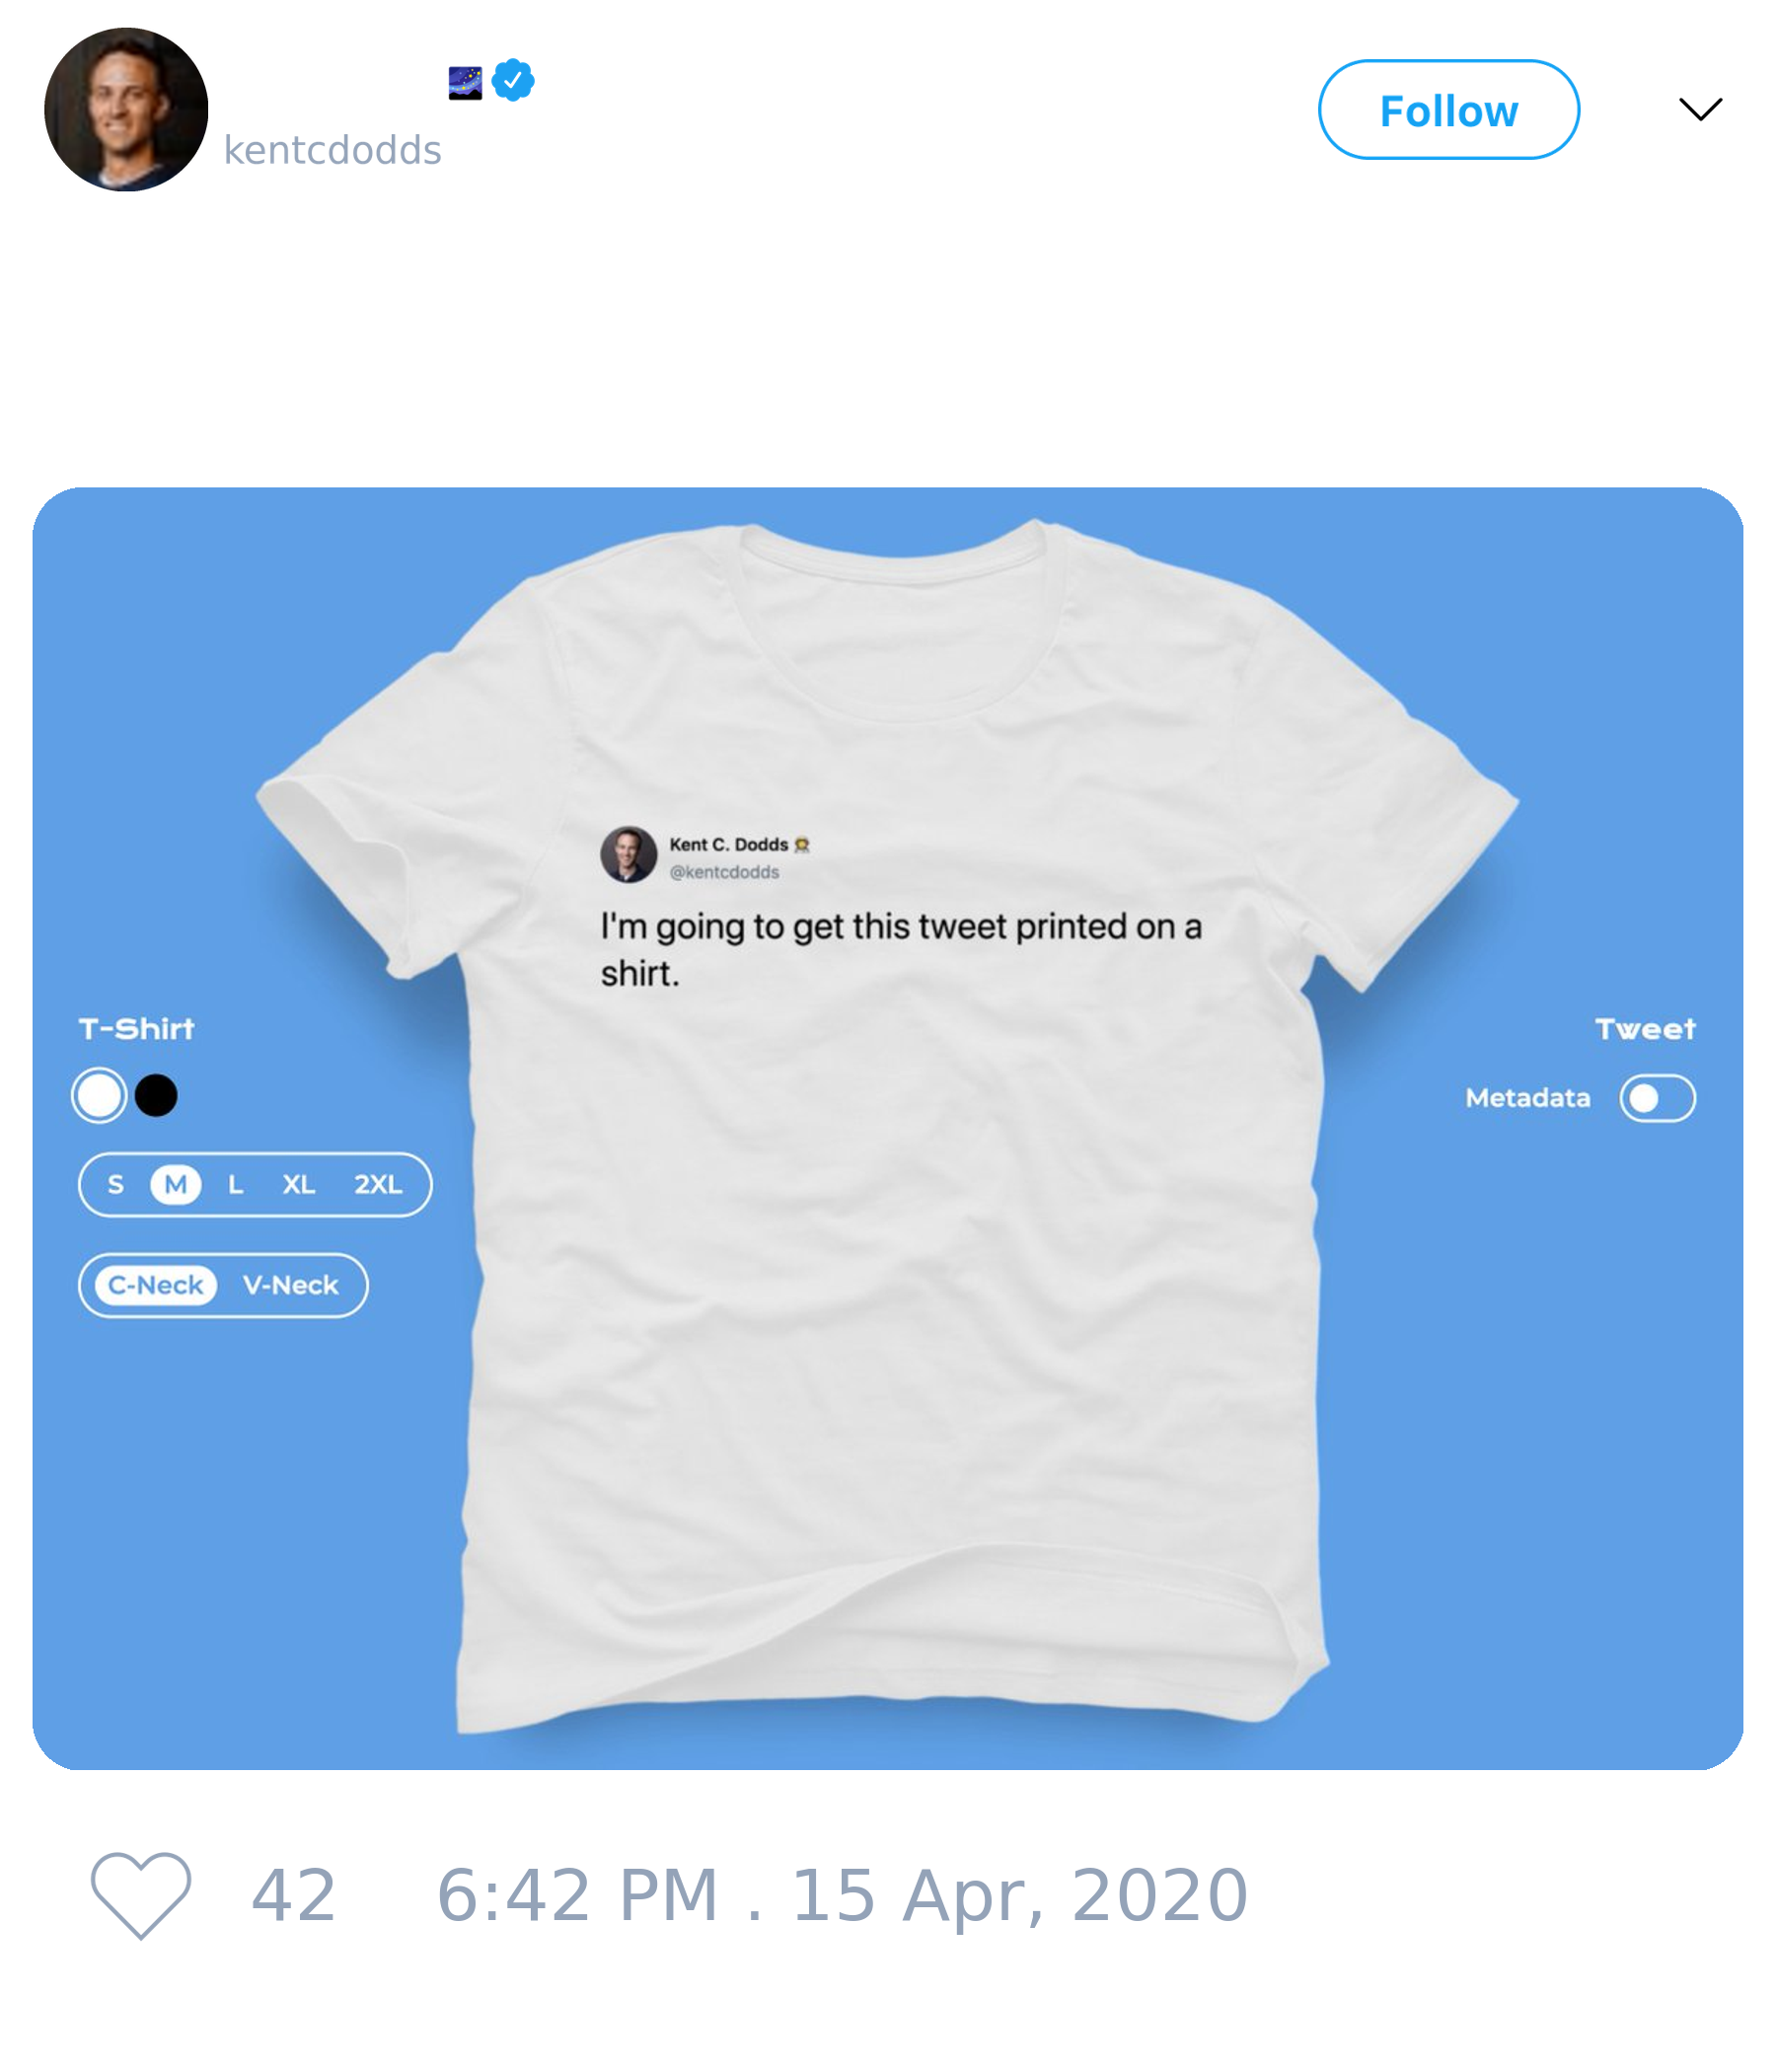 kentcdodds
Follow
Kent C. Dodds
@kentcdodds
I'm going to get this tweet printed on a
shirt.
T-Shirt
S M L XL 2XL
C-Neck V-Neck
Tweet
Metadata
42 6:42 PM . 15 Apr, 2020